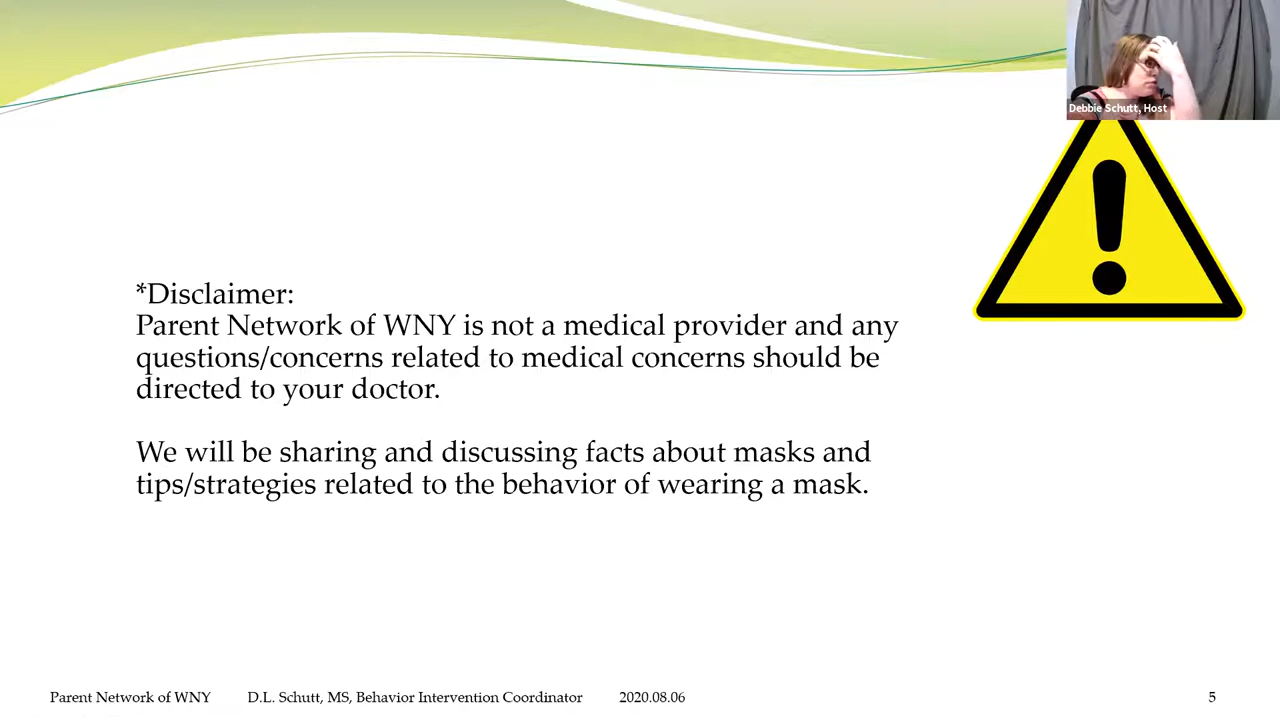 Debbie Schutt, Host
*Disclaimer:
Parent Network of WNY is not a medical provider and any
questions/concerns related to medical concerns should be
directed to your doctor.
We will be sharing and discussing facts about masks and
tips/strategies related to the behavior of wearing a mask.
Parent Network of WNY D.L. Schutt, MS, Behavior Intervention Coordinator 2020.08.06 5